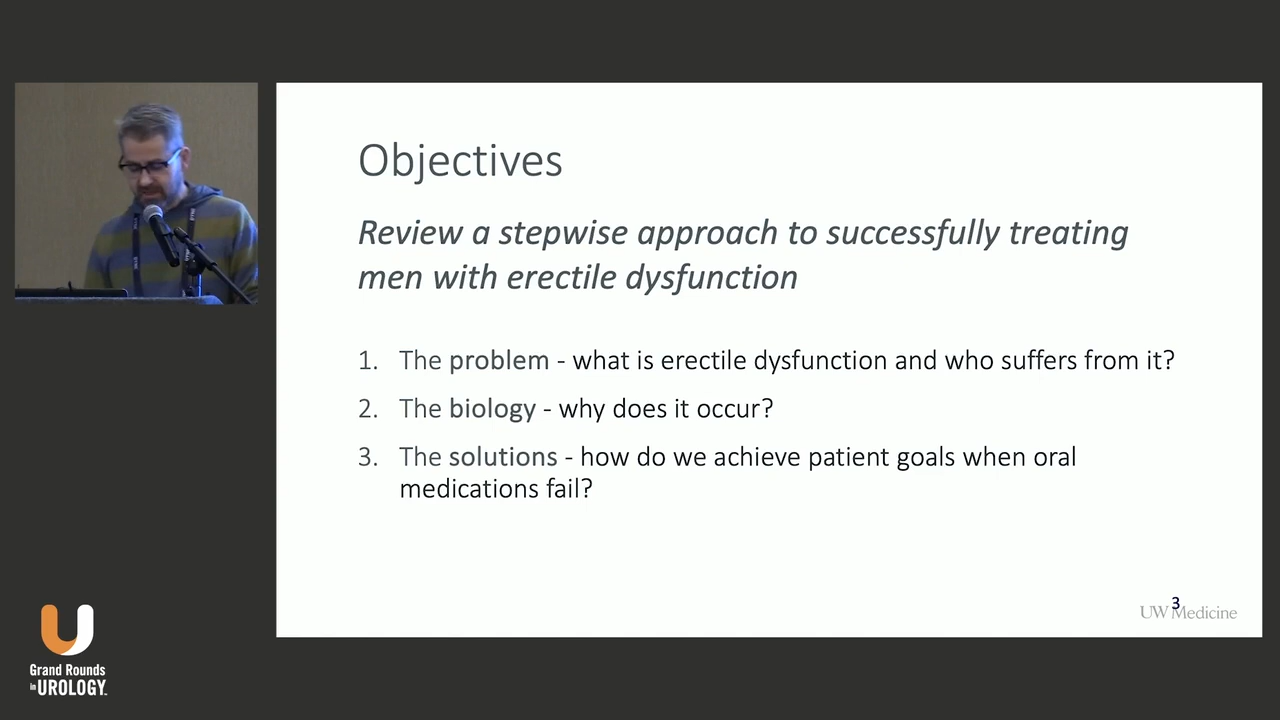 Objectives
Review a stepwise approach to successfully treating
men with erectile dysfunction
1. The problem - what is erectile dysfunction and who suffers from it?
2. The biology - why does it occur?
3. The solutions - how do we achieve patient goals when oral
medications fail?
3
UW Medicine
Grand Rounds
in UROLOGY